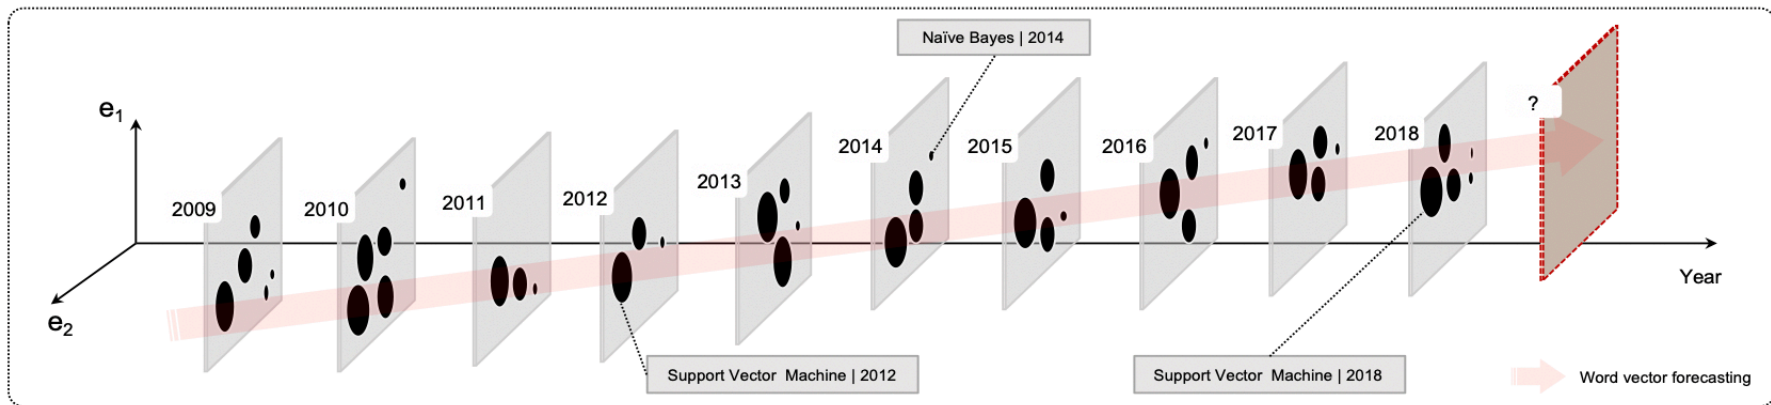 Naïve Bayes | 2014
e1
?
2009
2010
2011
2012
2013
2014
2015
2016
2017
2018
e2
Year
Support Vector Machine | 2012
Support Vector Machine | 2018
Word vector forecasting